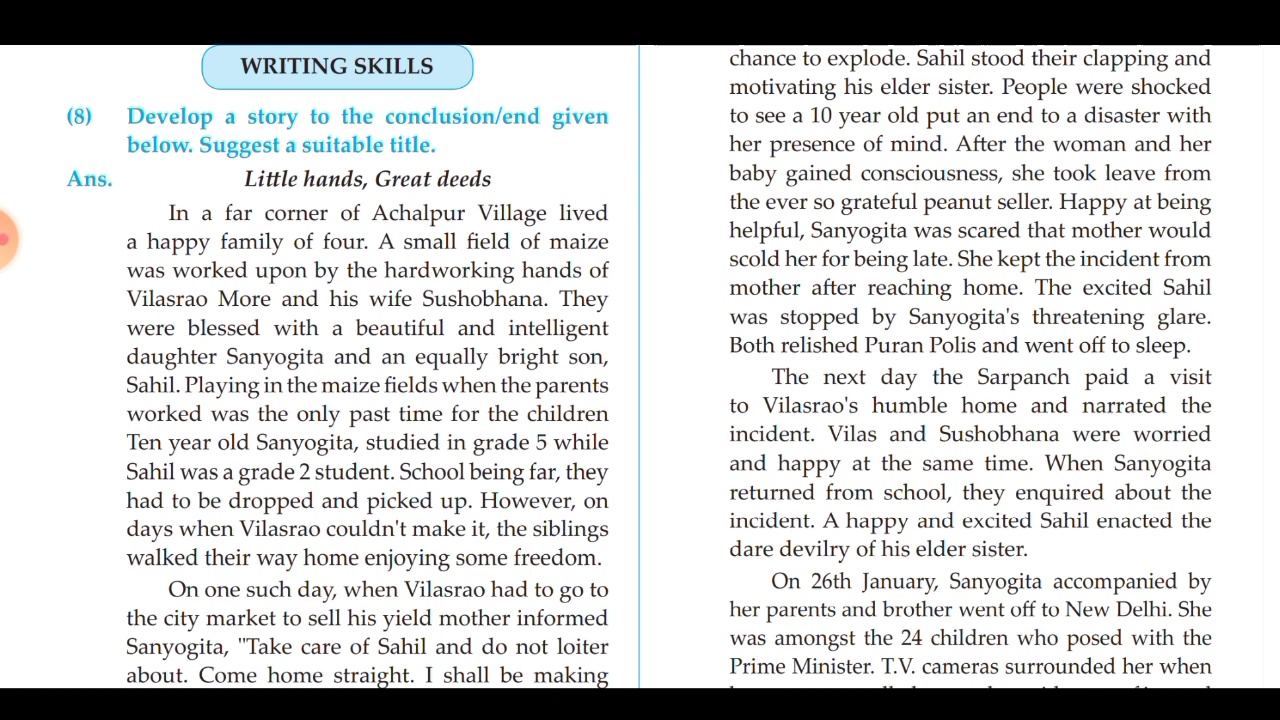 WRITING SKILLS
(8) Develop a story to the conclusion/end given
below. Suggest a suitable title.
Ans. Little hands, Great deeds
In a far corner of Achalpur Village lived
a happy family of four. A small field of maize
was worked upon by the hardworking hands of
Vilasrao More and his wife Sushobhana. They
were blessed with a beautiful and intelligent
daughter Sanyogita and an equally bright son,
Sahil. Playing in the maize fields when the parents
worked was the only past time for the children
Ten year old Sanyogita, studied in grade 5 while
Sahil was a grade 2 student. School being far, they
had to be dropped and picked up. However, on
days when Vilasrao couldn't make it, the siblings
walked their way home enjoying some freedom.
On one such day, when Vilasrao had to go to
the city market to sell his yield mother informed
Sanyogita, "Take care of Sahil and do not loiter
about. Come home straight. I shall be making
chance to explode. Sahil stood their clapping and
motivating his elder sister. People were shocked
to see a 10 year old put an end to a disaster with
her presence of mind. After the woman and her
baby gained consciousness, she took leave from
the ever so grateful peanut seller. Happy at being
helpful, Sanyogita was scared that mother would
scold her for being late. She kept the incident from
mother after reaching home. The excited Sahil
was stopped by Sanyogita's threatening glare.
Both relished Puran Polis and went off to sleep.
The next day the Sarpanch paid a visit
to Vilasrao's humble home and narrated the
incident. Vilas and Sushobhana were worried
and happy at the same time. When Sanyogita
returned from school, they enquired about the
incident. A happy and excited Sahil enacted the
dare devilry of his elder sister.
On 26th January, Sanyogita accompanied by
her parents and brother went off to New Delhi. She
was amongst the 24 children who posed with the
Prime Minister. T.V. cameras surrounded her when